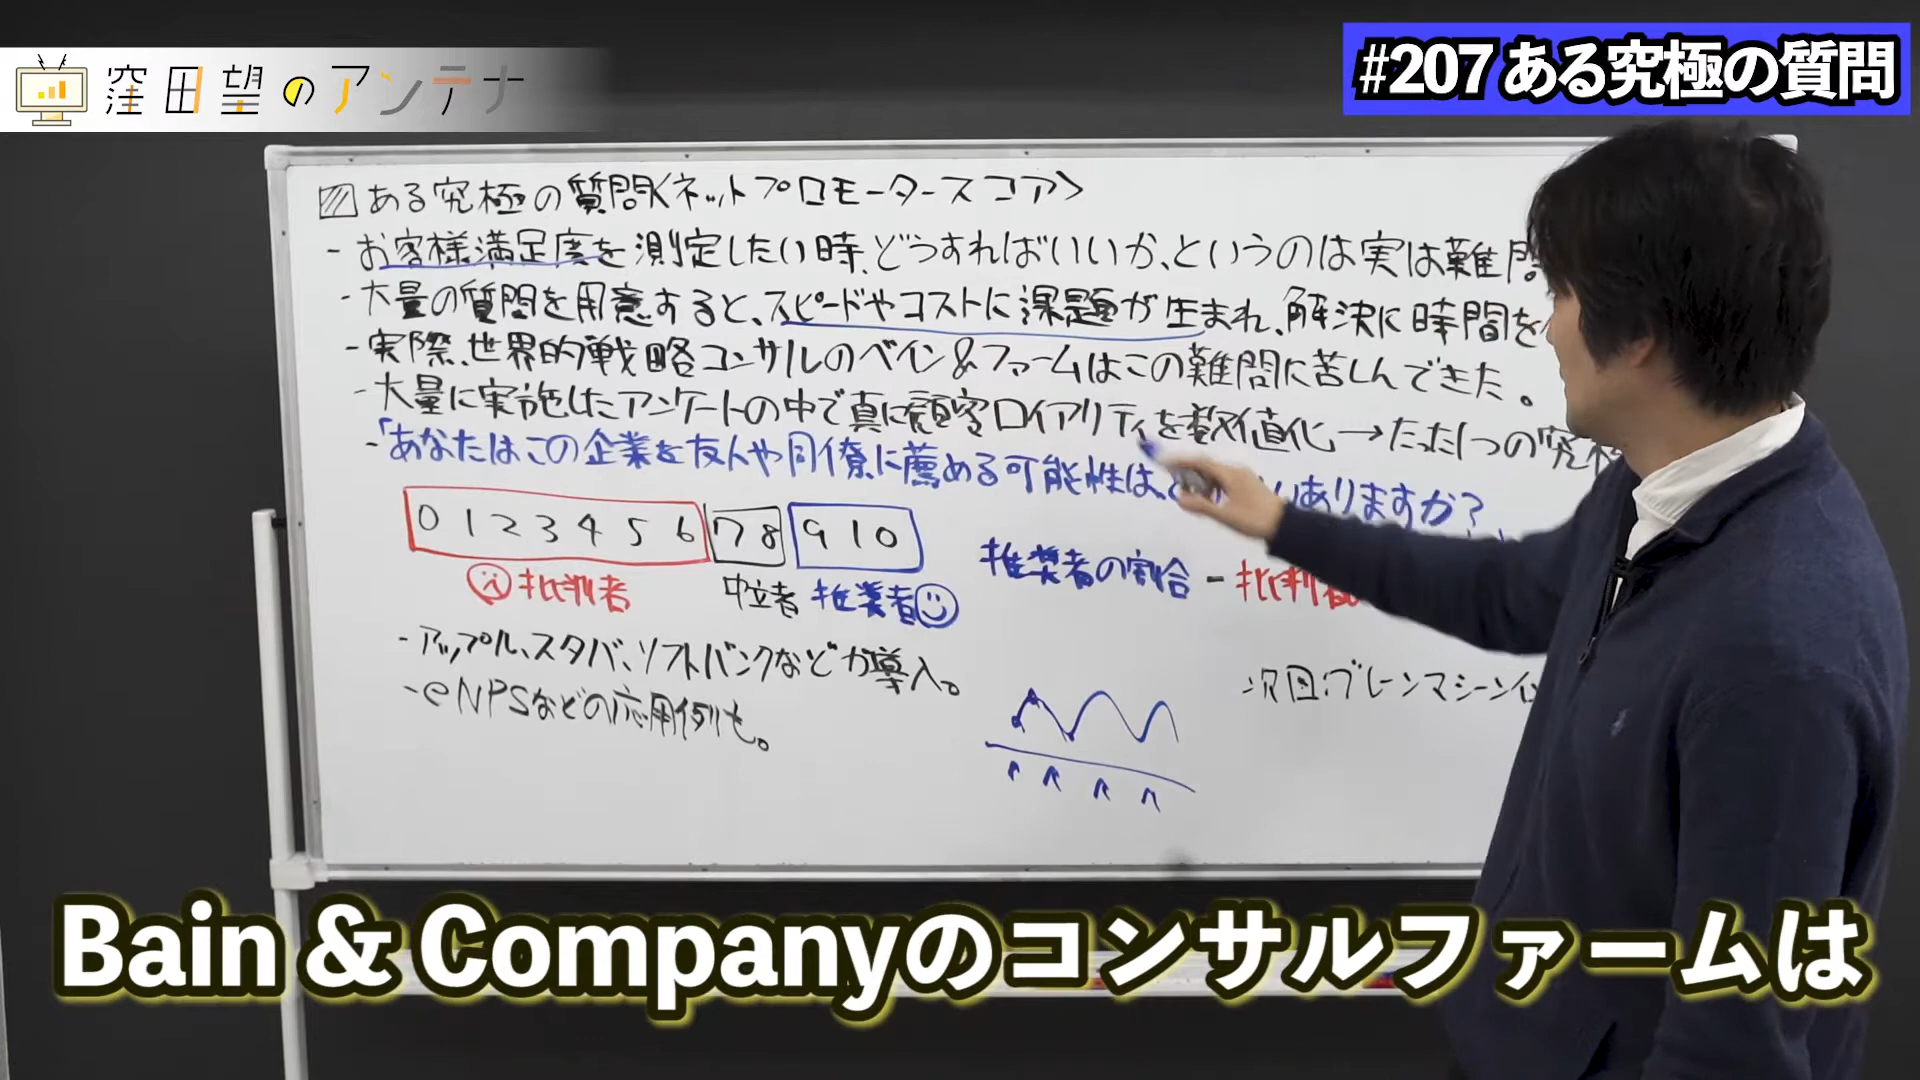 窪田望のアンテナ
#207 ある究極の質問
ある究極の質問<ネットプロモータースコア>
- お客様満足度を測定したい時、どうすればいいか、というのは実は難問
- 大量の質問を用意すると、スピードやコストに課題が生まれ、解決に時間を
- 実際、世界的戦略コンサルのベイン&ファームはこの難問に苦しんできた。
- 大量に実施したアンケートの中で真に顧客ロイアリティを数値化→たった1つの究極
- 「あなたはこの企業を友人や同僚に薦める可能性は、 ありますか?
0 1 2 3 4 5 6 7 8 9 10
批判者 中立者 推奨者
推奨者の割合 - 批判者
- アップル、スタバ、ソフトバンクなどが導入。
- eNPSなどの応用例も。
次回:ブレーンマシーンイン
Bain & Companyのコンサルファームは